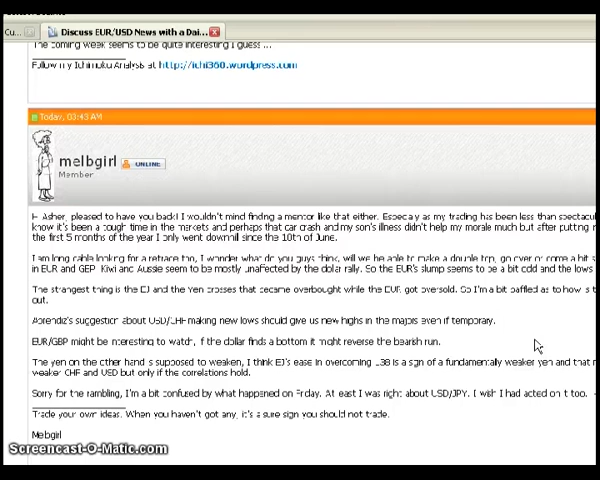 Cu...
Discuss EUR/USD News with a Dai...
The coming week seems to be quite interesting I guess ...
Follow my Ichimoku Analysis at http://ichi360.wordpress.com
Today, 03:43 AM
melbgirl ONLINE
Member
Hi Asher, pleased to have you back! I wouldn't mind finding a mentor like that either. Especially as my trading has been less than spectacul
know it's been a tough time in the markets and perhaps that car crash and my son's illness didn't help my morale much but after putting
the first 5 months of the year I only went downhill since the 10th of June.
I am long cable looking for a retrace too, I wonder what do you guys think, will we be able to make a double top, go over or come a bit s
in EUR and GBP. Kiwi and Aussie seem to be mostly unaffected by the dollar rally. So the EUR's slump seems to be a bit odd and the lows
The strangest thing is the EJ and the Yen crosses that became overbought while the EUR got oversold. So I'm a bit baffled as to how is t
out.
suggestion about USD/CHF making new lows should give us new highs in the majors even if temporary.
EUR/GBP might be interesting to watch, if the dollar finds a bottom it might reverse the bearish run.
The yen on the other hand is supposed to weaken, I think EJ's ease in overcoming 138 is a sign of a fundamentally weaker yen and that
weaker CHF and USD but only if the correlations hold.
Sorry for the rambling, I'm a bit confused by what happened on Friday. At least I was right about USD/JPY. I wish I had acted on it too.
Trade your own ideas. When you haven't got any, it's a sure sign you should not trade.
Melbgirl
Screencast-O-Matic.com